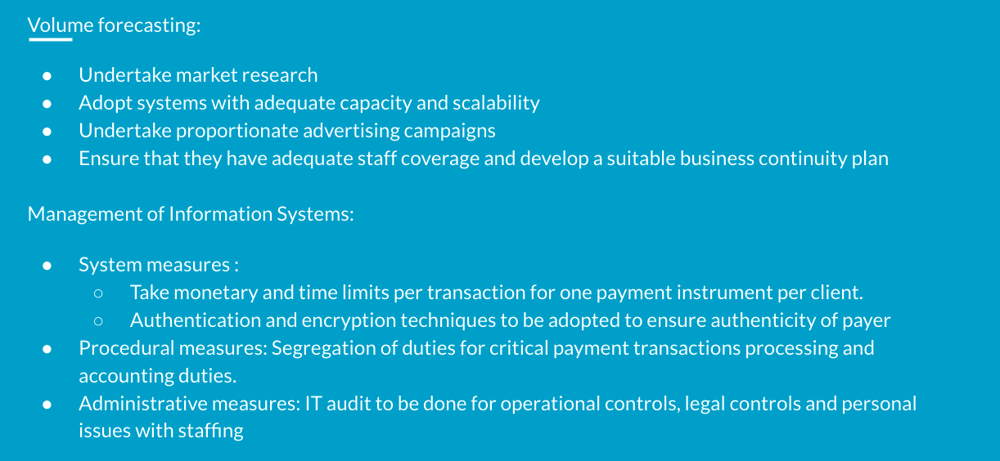 Volume forecasting:
● Undertake market research
● Adopt systems with adequate capacity and scalability
● Undertake proportionate advertising campaigns
● Ensure that they have adequate staff coverage and develop a suitable business continuity plan
Management of Information Systems:
● System measures :
○ Take monetary and time limits per transaction for one payment instrument per client.
○ Authentication and encryption techniques to be adopted to ensure authenticity of payer
● Procedural measures: Segregation of duties for critical payment transactions processing and
accounting duties.
● Administrative measures: IT audit to be done for operational controls, legal controls and personal
issues with staffing